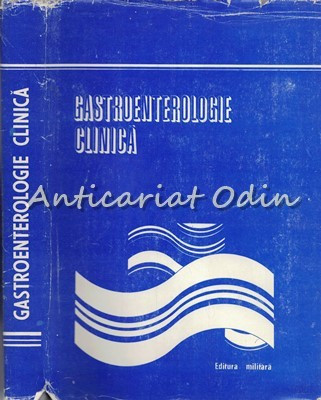 GASTROENTEROLOGIE CLINICĂ
GASTROENTEROLOGIE
CLINICĂ
Anticariat Odin
Editura militară